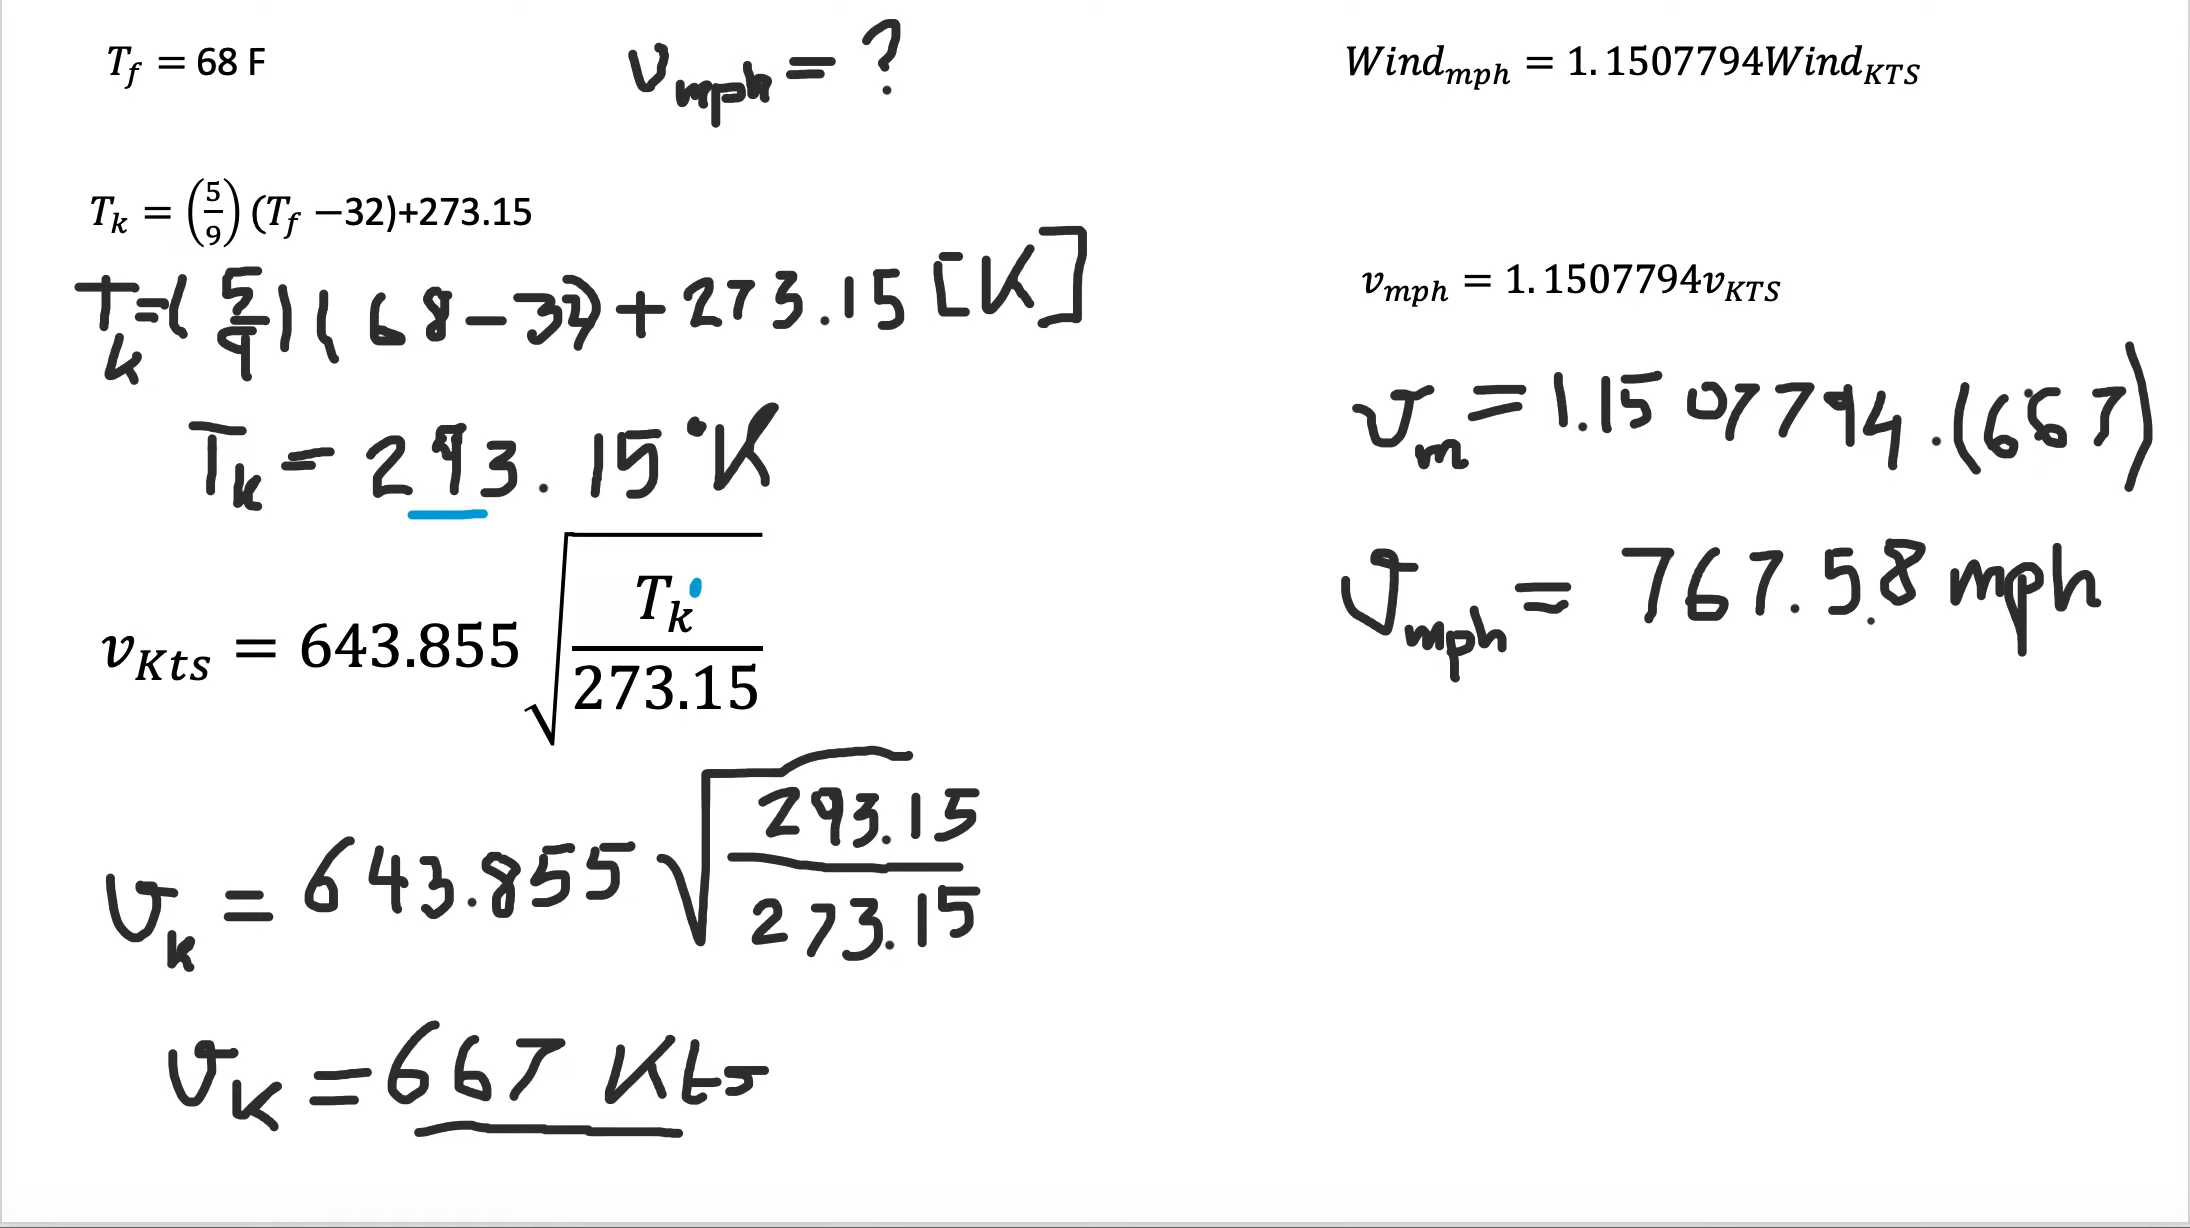 T_f = 68 F
v_mph = ?
T_k = (5/9) (T_f −32)+273.15
T_k = (5/9)(68−32)+273.15 [K]
T_k = 293.15 °K
v_Kts = 643.855 √(T_k/273.15)
v_k = 643.855 √(293.15/273.15)
v_K = 667 Kts
Wind_mph = 1.1507794Wind_KTS
v_mph = 1.1507794v_KTS
v_m = 1.1507794.(667)
v_mph = 767.58 mph